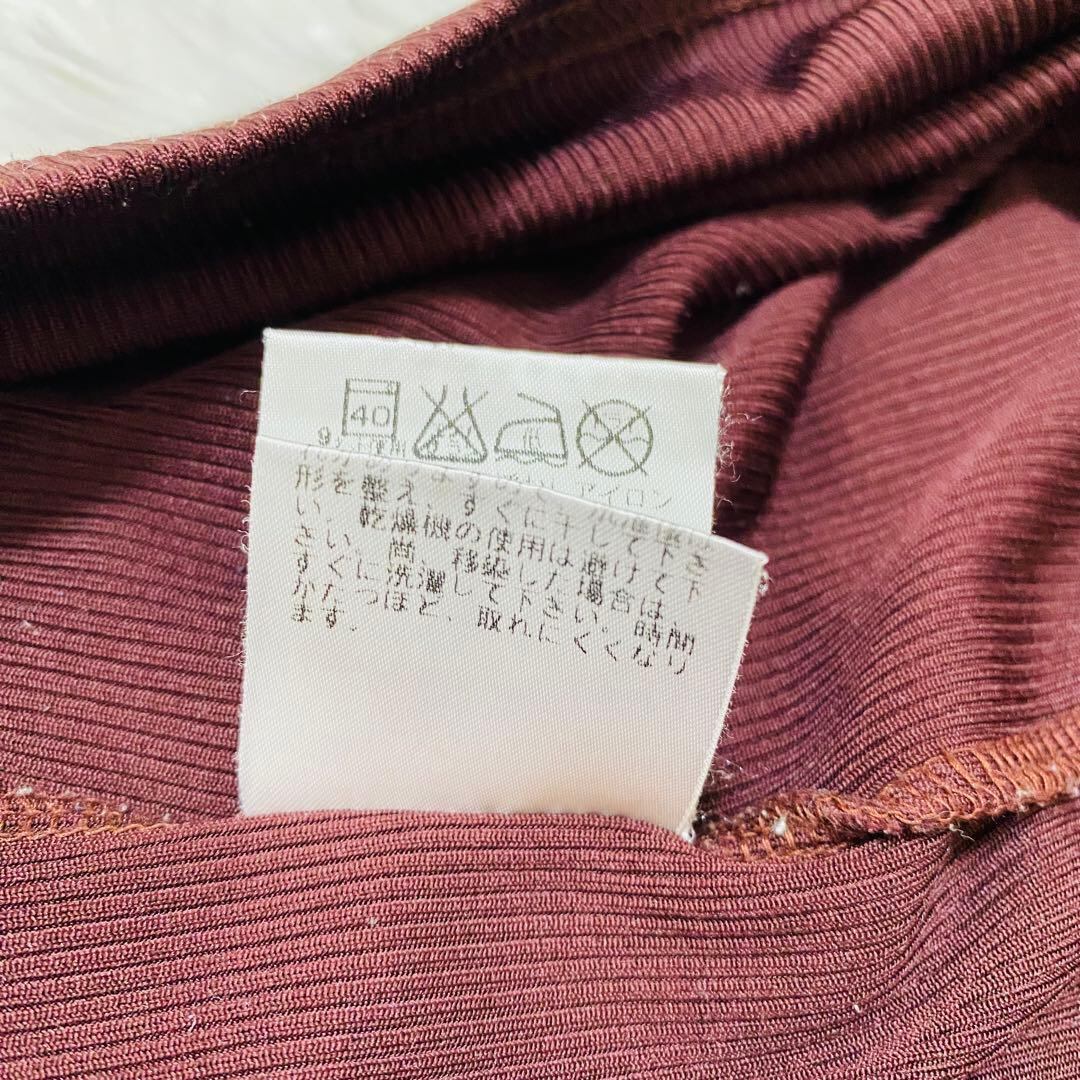 40
低
アイロン
形を整え、すぐに干して下さ
い。乾燥機の使用は避けて下
さい。尚、移染した場合は、
すぐに洗濯して下さい。時間
がたつほど、取れにくくなり
ます。